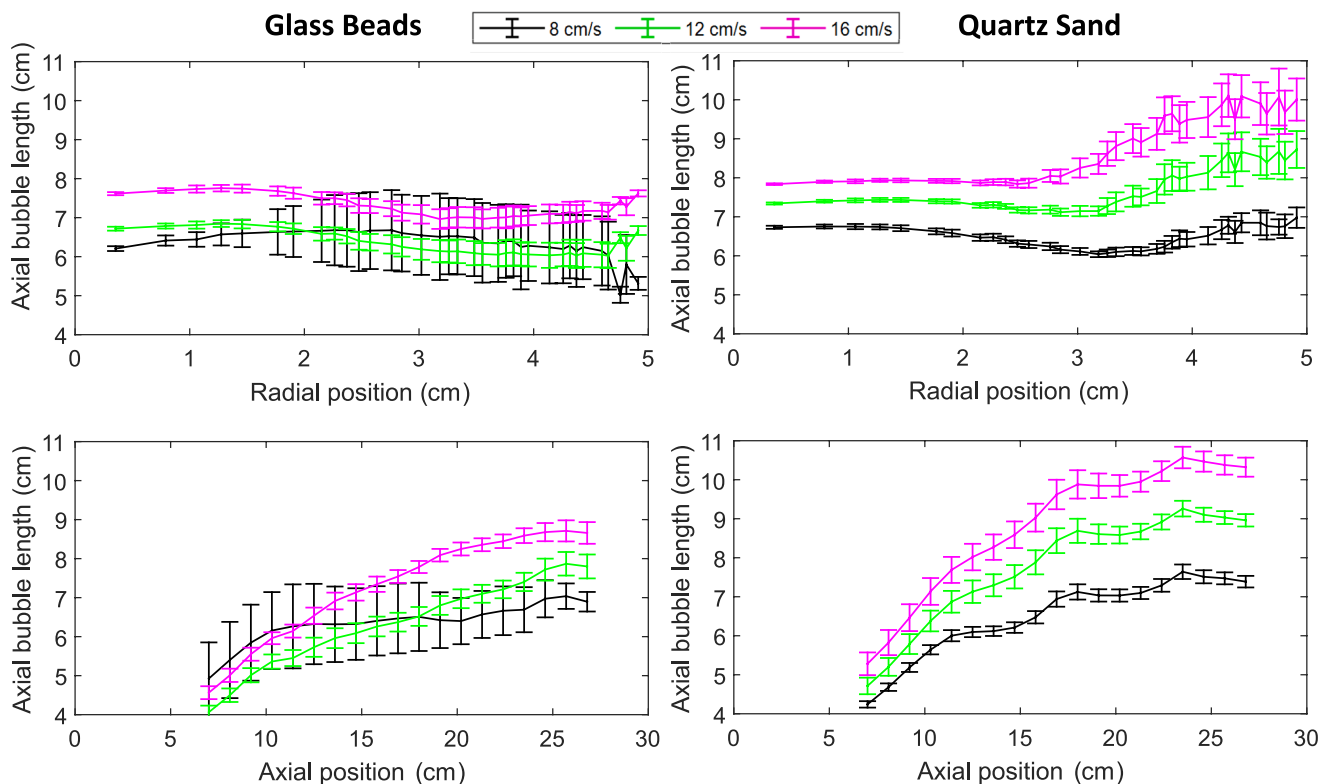 Glass Beads
8 cm/s 12 cm/s 16 cm/s
Quartz Sand
Axial bubble length (cm)
11
10
9
8
7
6
5
4
0 1 2 3 4 5
Radial position (cm)
Axial bubble length (cm)
11
10
9
8
7
6
5
4
0 1 2 3 4 5
Radial position (cm)
Axial bubble length (cm)
11
10
9
8
7
6
5
4
0 5 10 15 20 25 30
Axial position (cm)
Axial bubble length (cm)
11
10
9
8
7
6
5
4
0 5 10 15 20 25 30
Axial position (cm)